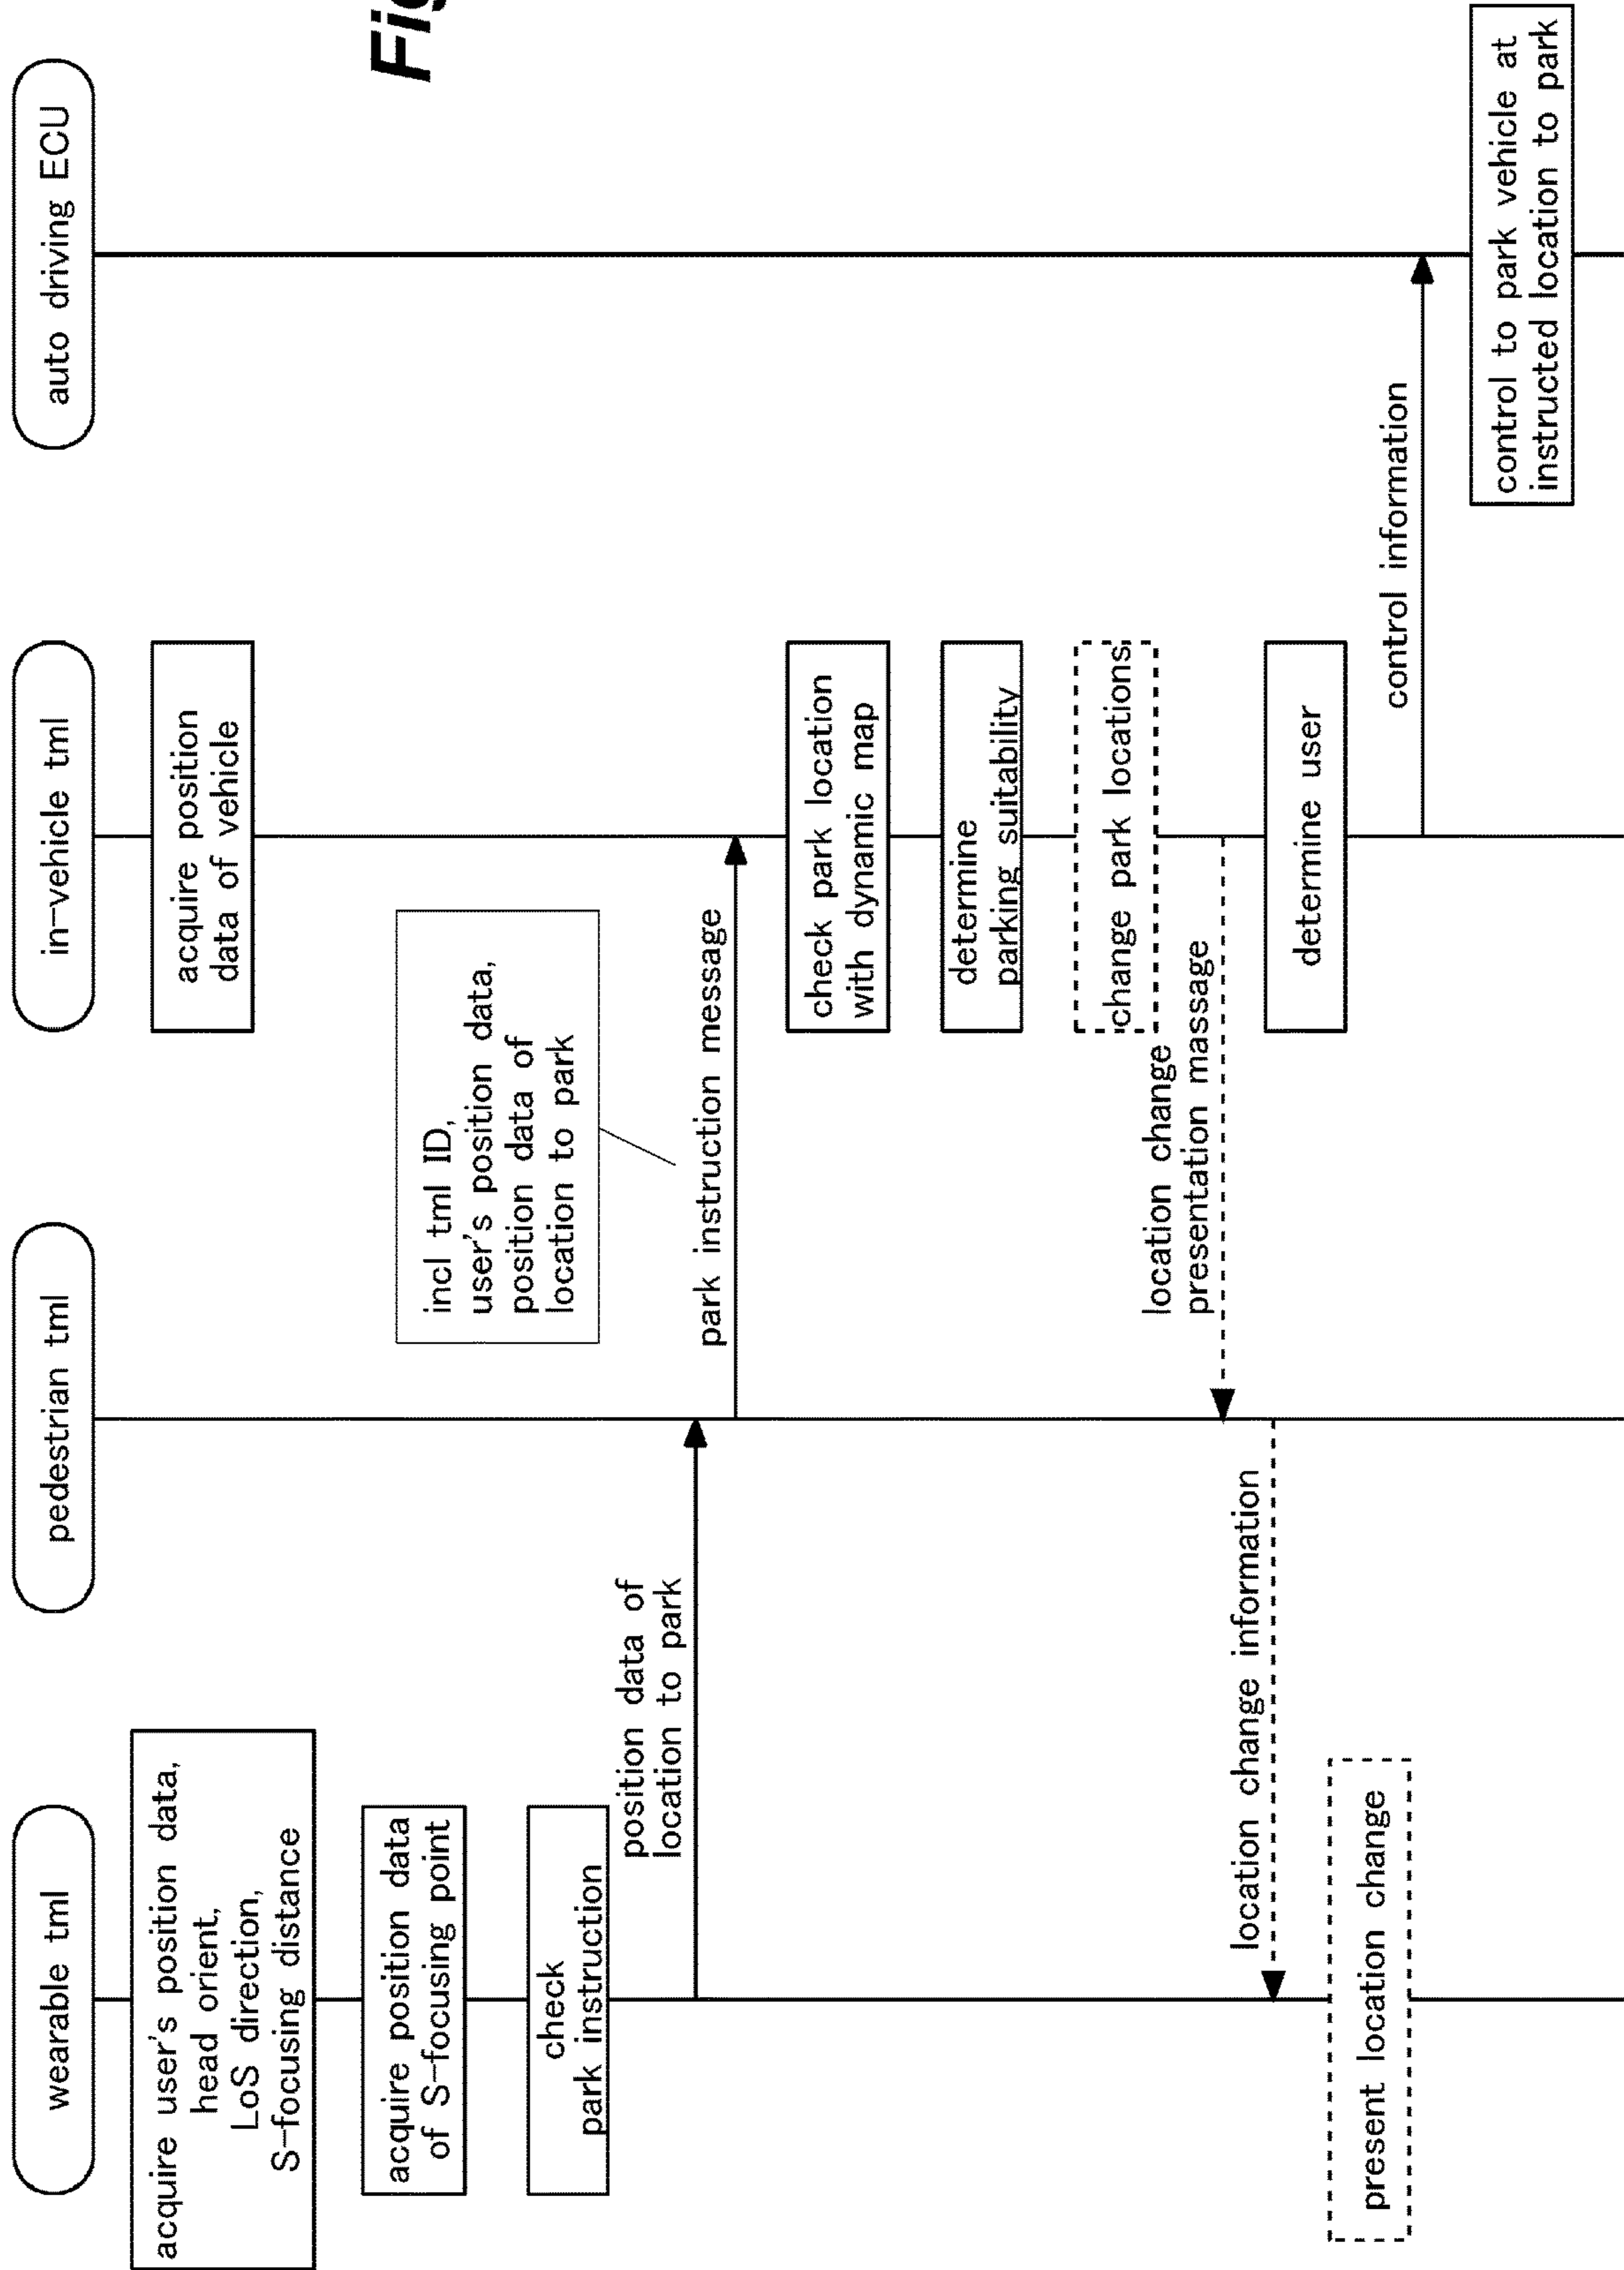 Fig
wearable tml
pedestrian tml
in-vehicle tml
auto driving ECU
acquire user's position data,
head orient,
LoS direction,
S-focusing distance
acquire position
data of vehicle
acquire position data
of S-focusing point
incl tml ID,
user's position data,
position data of
location to park
check
park instruction
position data of
location to park
park instruction message
check park location
with dynamic map
determine
parking suitability
change park locations
location change
presentation massage
location change information
determine user
present location change
control information
control to park vehicle at
instructed location to park